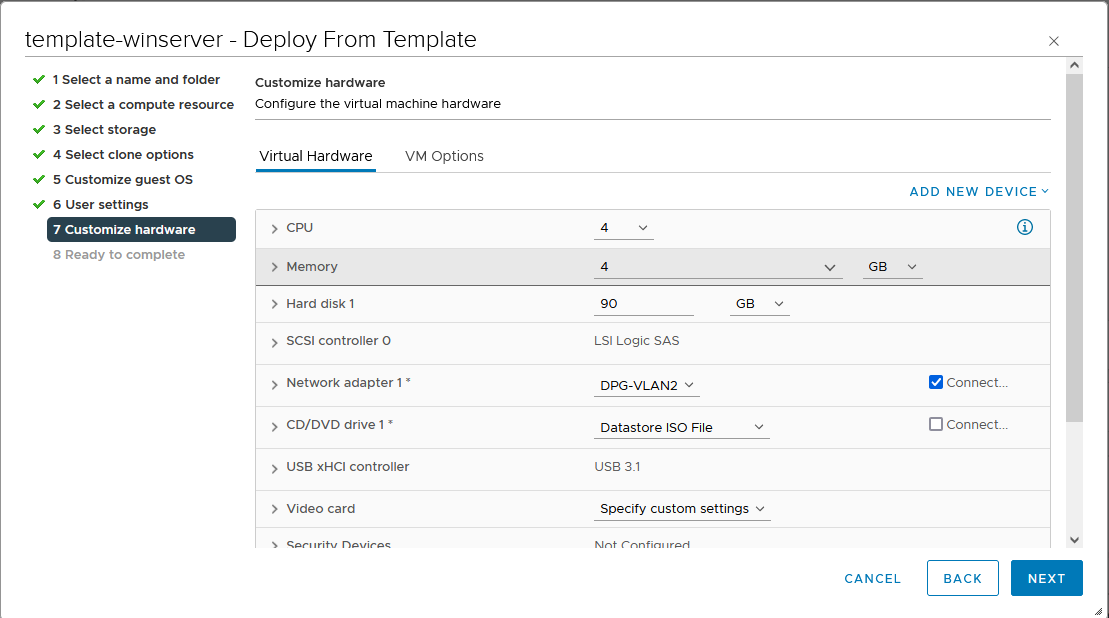 template-winserver - Deploy From Template
1 Select a name and folder
2 Select a compute resource
3 Select storage
4 Select clone options
5 Customize guest OS
6 User settings
7 Customize hardware
8 Ready to complete
Customize hardware
Configure the virtual machine hardware
Virtual Hardware VM Options
ADD NEW DEVICE
CPU 4
Memory 4 GB
Hard disk 1 90 GB
SCSI controller 0 LSI Logic SAS
Network adapter 1 * DPG-VLAN2 Connect...
CD/DVD drive 1 * Datastore ISO File Connect...
USB xHCI controller USB 3.1
Video card Specify custom settings
Security Devices Not Configured
CANCEL BACK NEXT